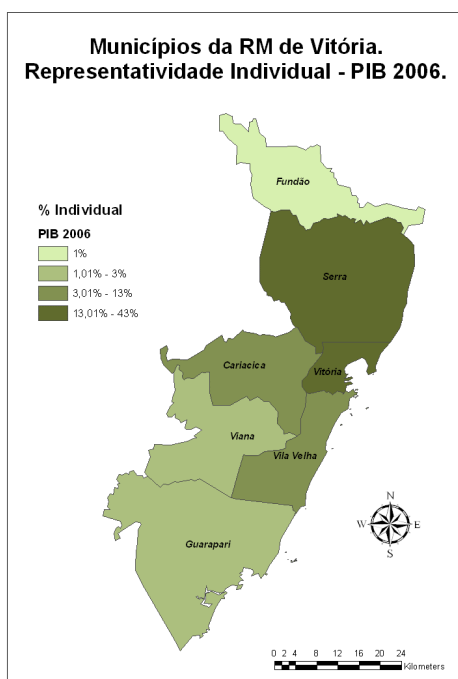 Municípios da RM de Vitória.
Representatividade Individual - PIB 2006.
% Individual
PIB 2006
1%
1,01% - 3%
3,01% - 13%
13,01% - 43%
Fundão
Serra
Cariacica
Vitória
Viana
Vila Velha
Guarapari
N
W E
S
0 2 4 8 12 16 20 24
Kilometers